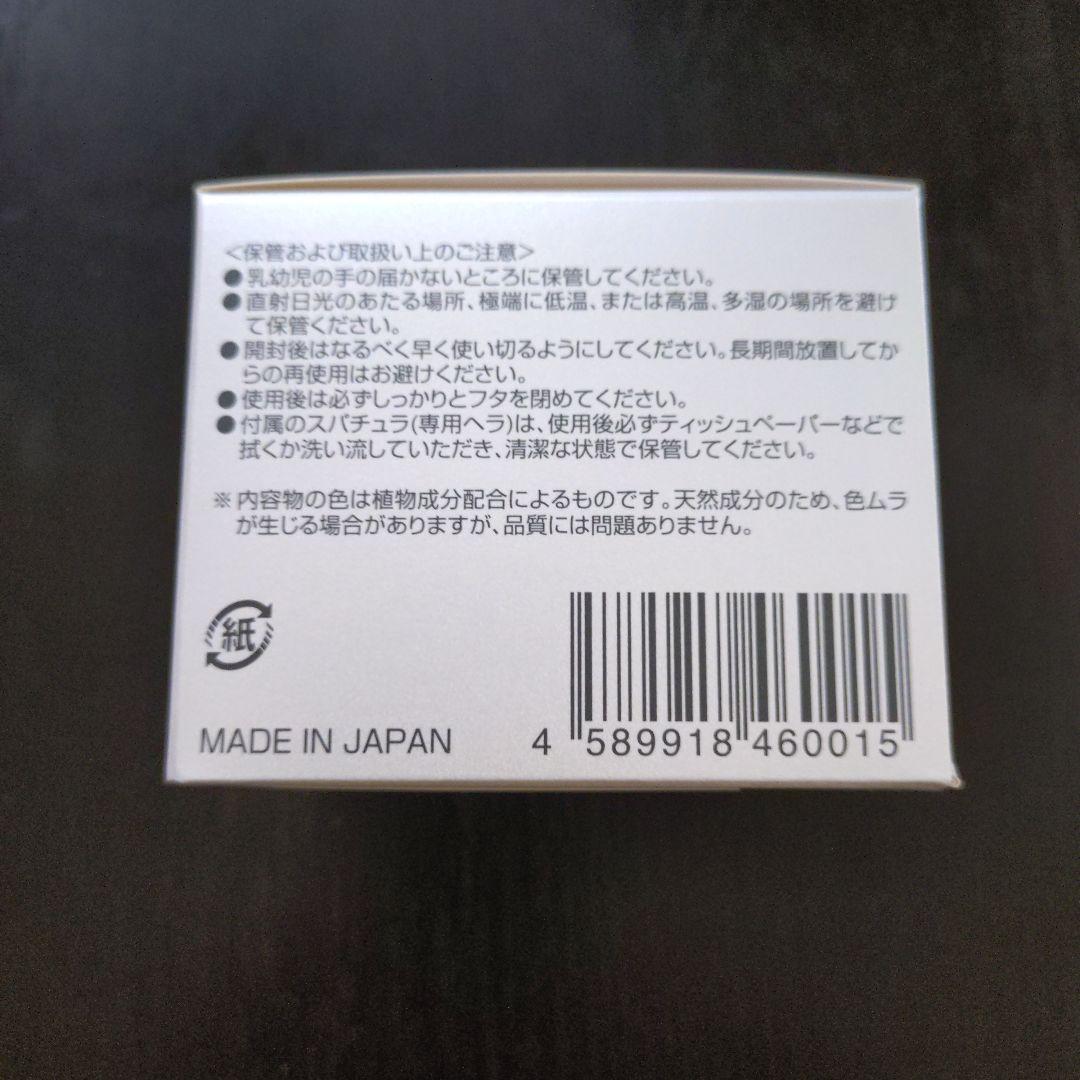 <保管および取扱い上のご注意>
●乳幼児の手の届かないところに保管してください。
●直射日光のあたる場所、極端に低温、または高温、多湿の場所を避け
て保管ください。
●開封後はなるべく早く使い切るようにしてください。長期間放置してか
らの再使用はお避けください。
●使用後は必ずしっかりとフタを閉めてください。
●付属のスパチュラ(専用ヘラ)は、使用後必ずティッシュペーパーなどで
拭くか洗い流していただき、清潔な状態で保管してください。
※内容物の色は植物成分配合によるものです。天然成分のため、色ムラ
が生じる場合がありますが、品質には問題ありません。
紙
MADE IN JAPAN
4 589918 460015